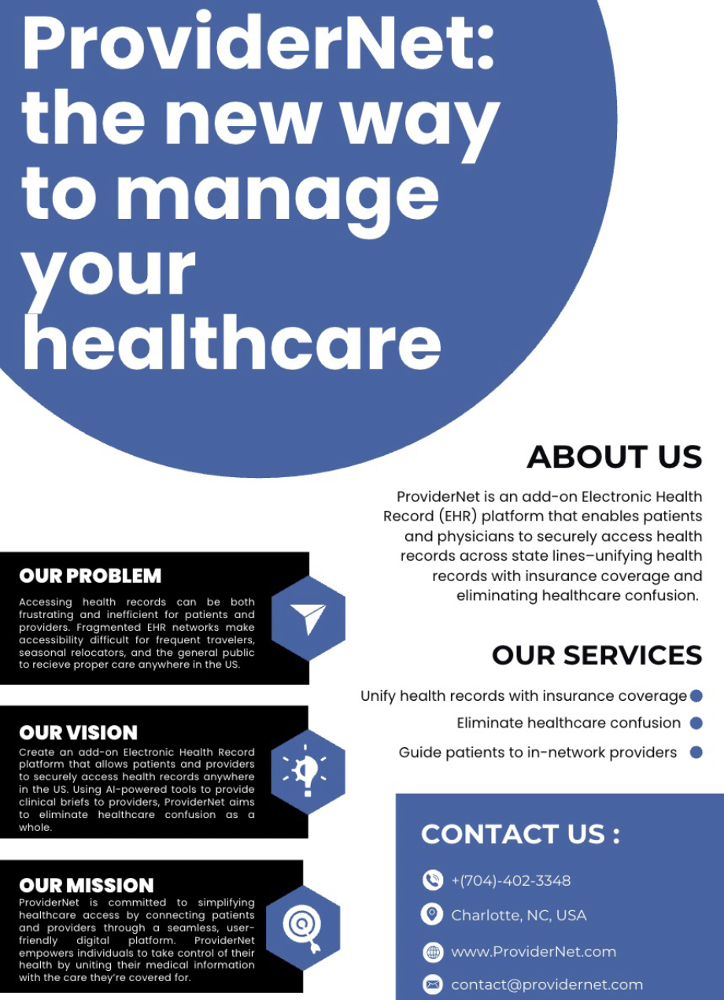 ProviderNet:
the new way
to manage
your
healthcare
ABOUT US
ProviderNet is an add-on Electronic Health
Record (EHR) platform that enables patients
and physicians to securely access health
records across state lines–unifying health
records with insurance coverage and
eliminating healthcare confusion.
OUR PROBLEM
Accessing health records can be both
frustrating and inefficient for patients and
providers. Fragmented EHR networks make
accessibility difficult for frequent travelers,
seasonal relocators, and the general public
to recieve proper care anywhere in the US.
OUR VISION
Create an add-on Electronic Health Record
platform that allows patients and providers
to securely access health records anywhere
in the US. Using AI-powered tools to provide
clinical briefs to providers, ProviderNet aims
to eliminate healthcare confusion as a
whole.
OUR MISSION
ProviderNet is committed to simplifying
healthcare access by connecting patients
and providers through a seamless, user-
friendly digital platform. ProviderNet
empowers individuals to take control of their
health by uniting their medical information
with the care they're covered for.
OUR SERVICES
Unify health records with insurance coverage
Eliminate healthcare confusion
Guide patients to in-network providers
CONTACT US :
+(704)-402-3348
Charlotte, NC, USA
www.ProviderNet.com
contact@providernet.com